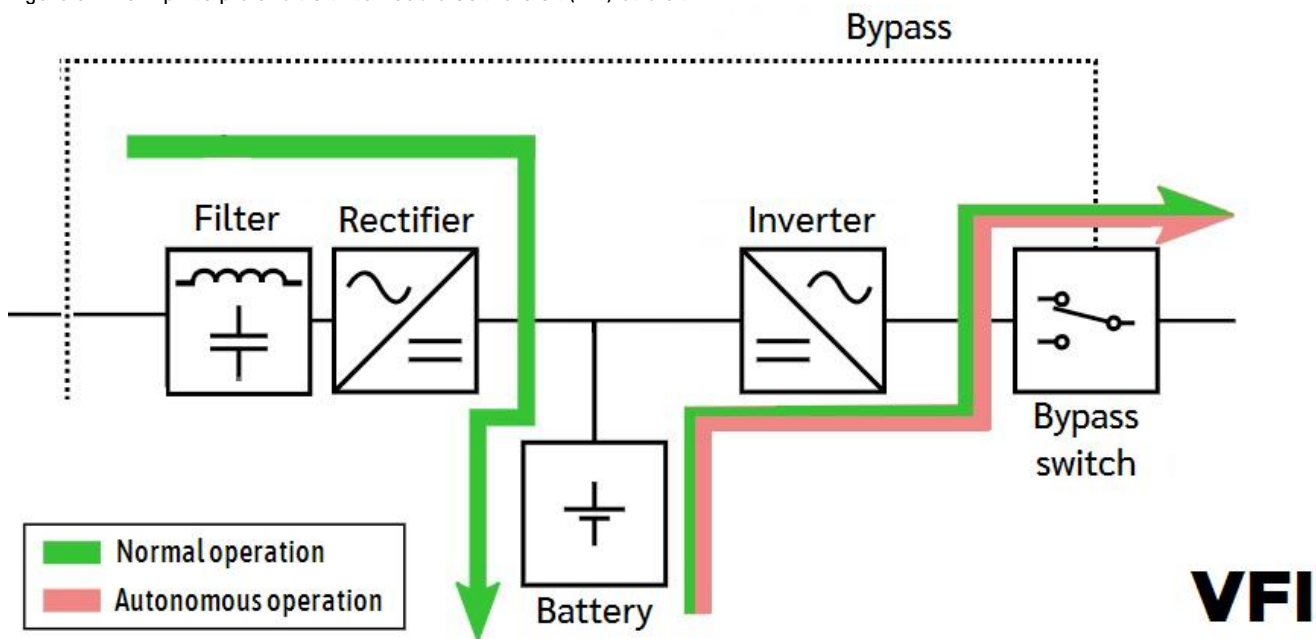 Bypass
Filter
Rectifier
Inverter
Bypass
switch
Normal operation
Autonomous operation
Battery
VFI